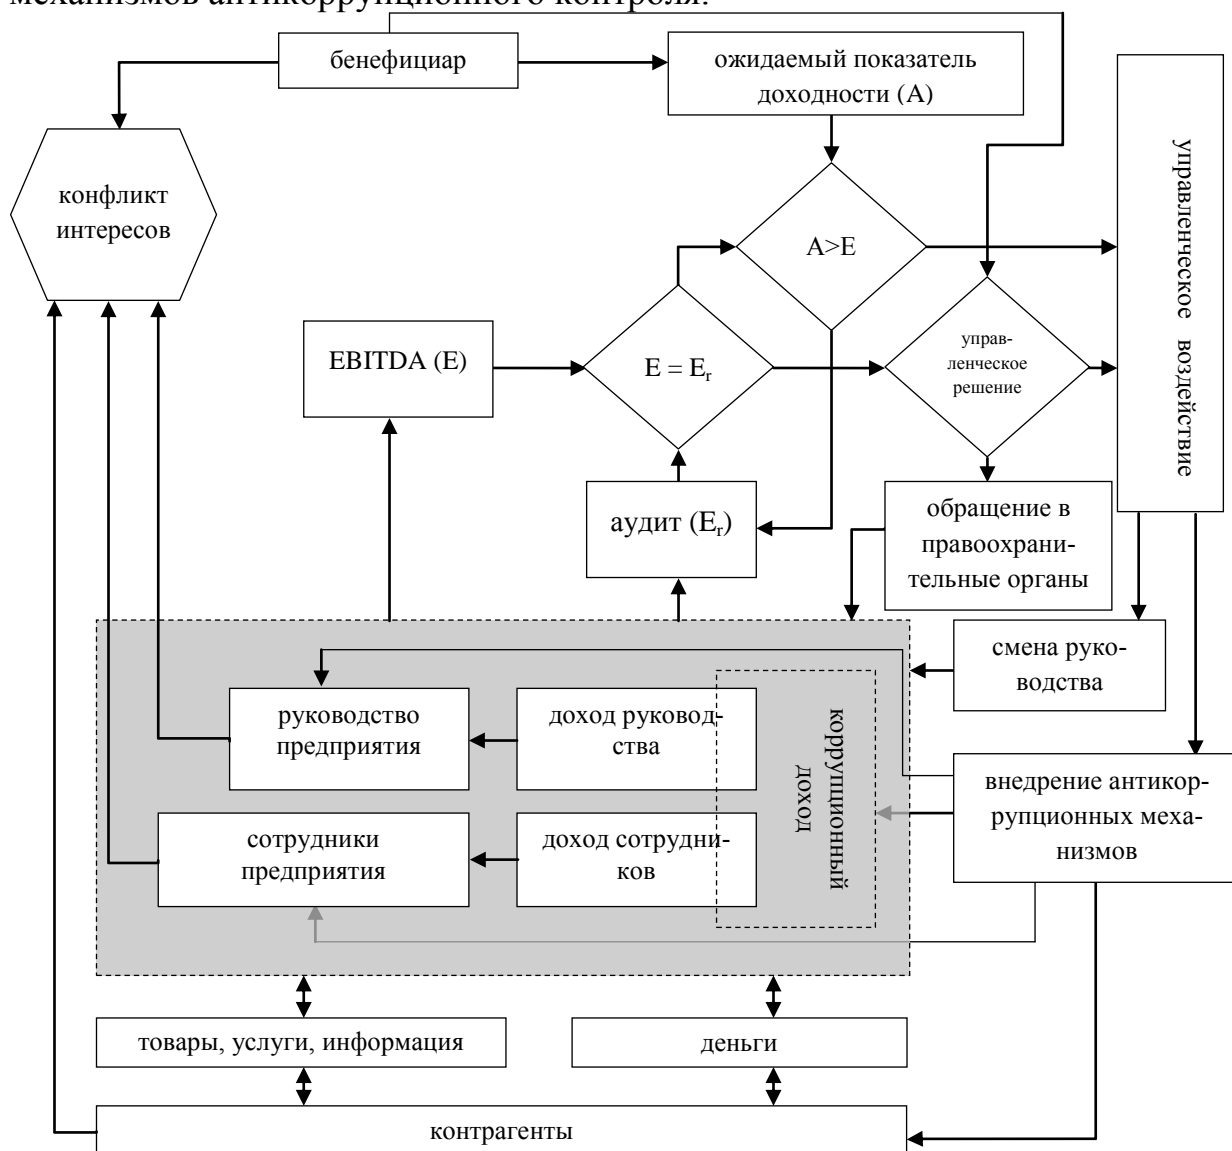 механизмов антикоррупционного контроля.
бенефициар
ожидаемый показатель
доходности (A)
конфликт
интересов
A>E
управленческое воздействие
EBITDA (E)
E = Er
управ-
ленческое
решение
аудит (Er)
обращение в
правоохрани-
тельные органы
смена руко-
водства
руководство
предприятия
доход руковод-
ства
коррупционный
доход
внедрение антикор-
рупционных меха-
низмов
сотрудники
предприятия
доход сотрудни-
ков
товары, услуги, информация
деньги
контрагенты